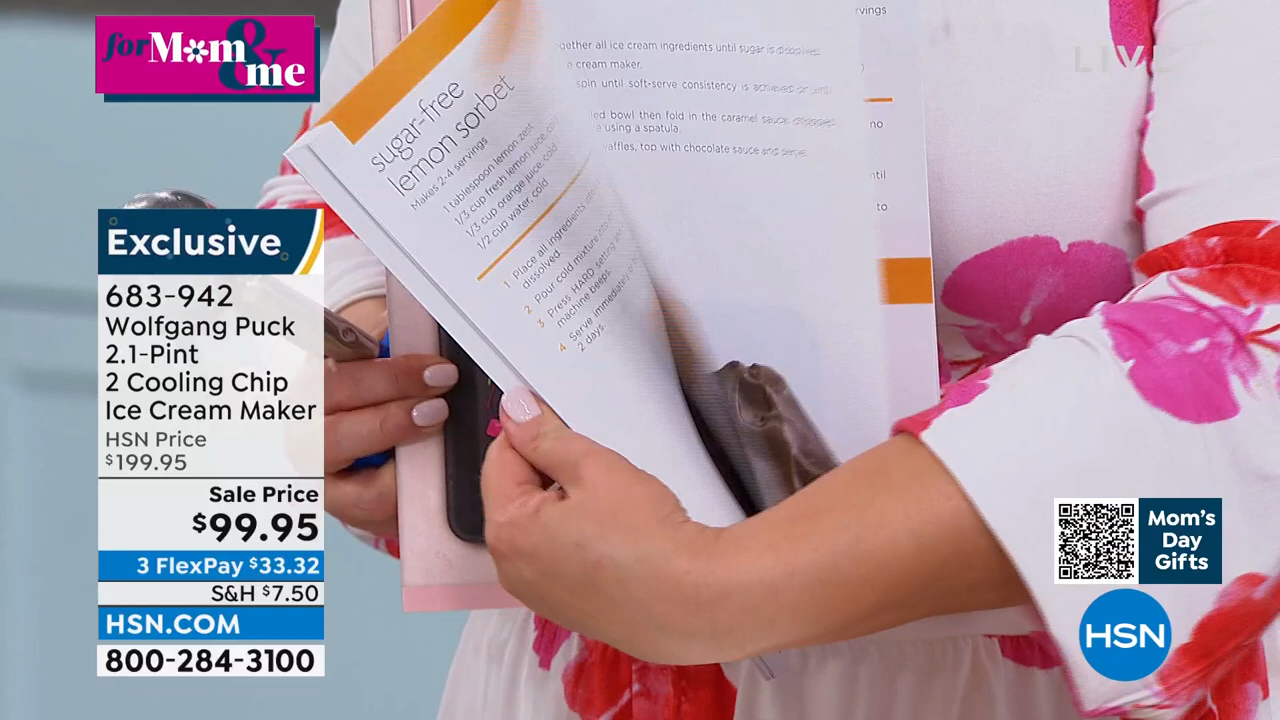 for Mom
& me
LIVE
Exclusive
683-942
Wolfgang Puck
2.1-Pint
2 Cooling Chip
Ice Cream Maker
HSN Price
$199.95
Sale Price
$99.95
3 FlexPay $33.32
S&H $7.50
HSN.COM
800-284-3100
sugar-free
lemon sorbet
Makes 2-4 servings
1 tablespoon lemon zest
1/3 cup fresh lemon juice, cold
1/3 cup orange juice, cold
1/2 cup water, cold
1 Place all ingredients
dissolved.
2 Pour cold mixture
3 Press HARD setting
machine beeps.
4 Serve immediately
2 days.
gether all ice cream ingredients until sugar is dissolved.
e cream maker.
spin until soft-serve consistency is achieved or until
led bowl then fold in the caramel sauce,
using a spatula.
waffles, top with chocolate sauce and serve.
rvings
no
ntil
to
Mom's
Day
Gifts
HSN